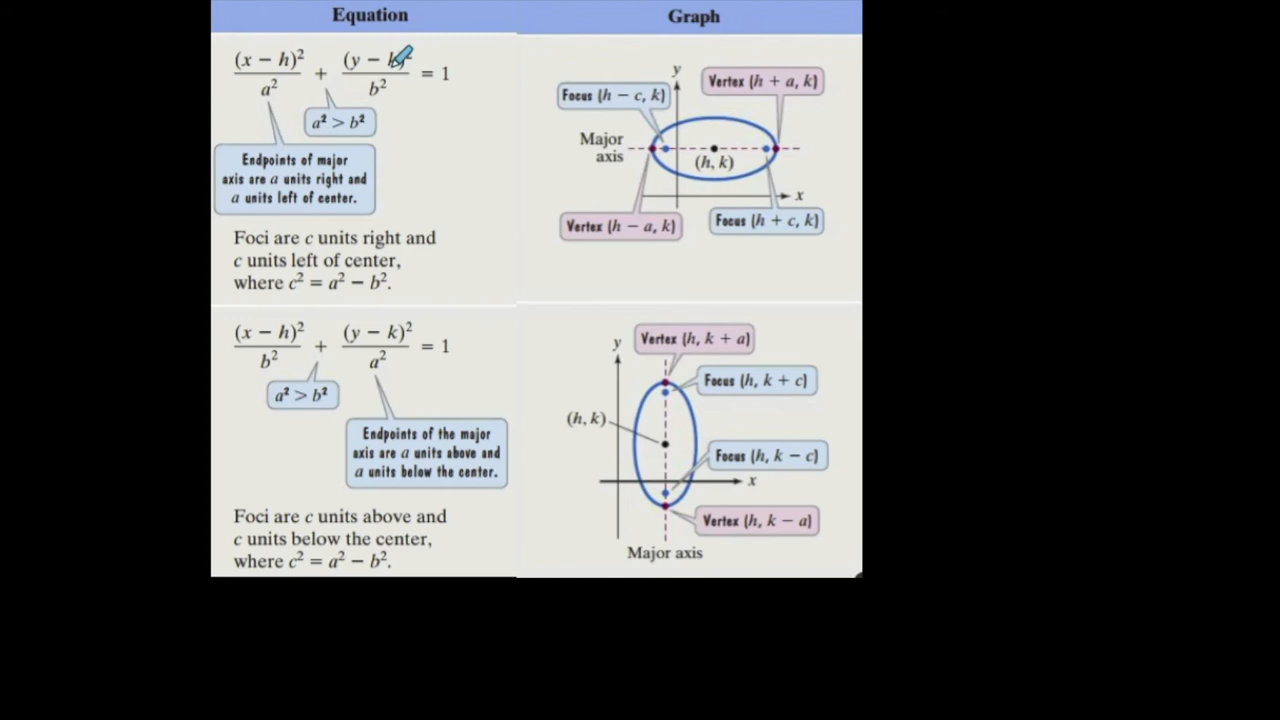 Equation
Graph
(x − h)²/a² + (y − k)²/b² = 1
a² > b²
Endpoints of major
axis are a units right and
a units left of center.
Foci are c units right and
c units left of center,
where c² = a² − b².
y
Vertex (h + a, k)
Focus (h − c, k)
Major
axis
(h, k)
x
Vertex (h − a, k)
Focus (h + c, k)
(x − h)²/b² + (y − k)²/a² = 1
a² > b²
Endpoints of the major
axis are a units above and
a units below the center.
Foci are c units above and
c units below the center,
where c² = a² − b².
y
Vertex (h, k + a)
Focus (h, k + c)
(h, k)
Focus (h, k − c)
x
Vertex (h, k − a)
Major axis